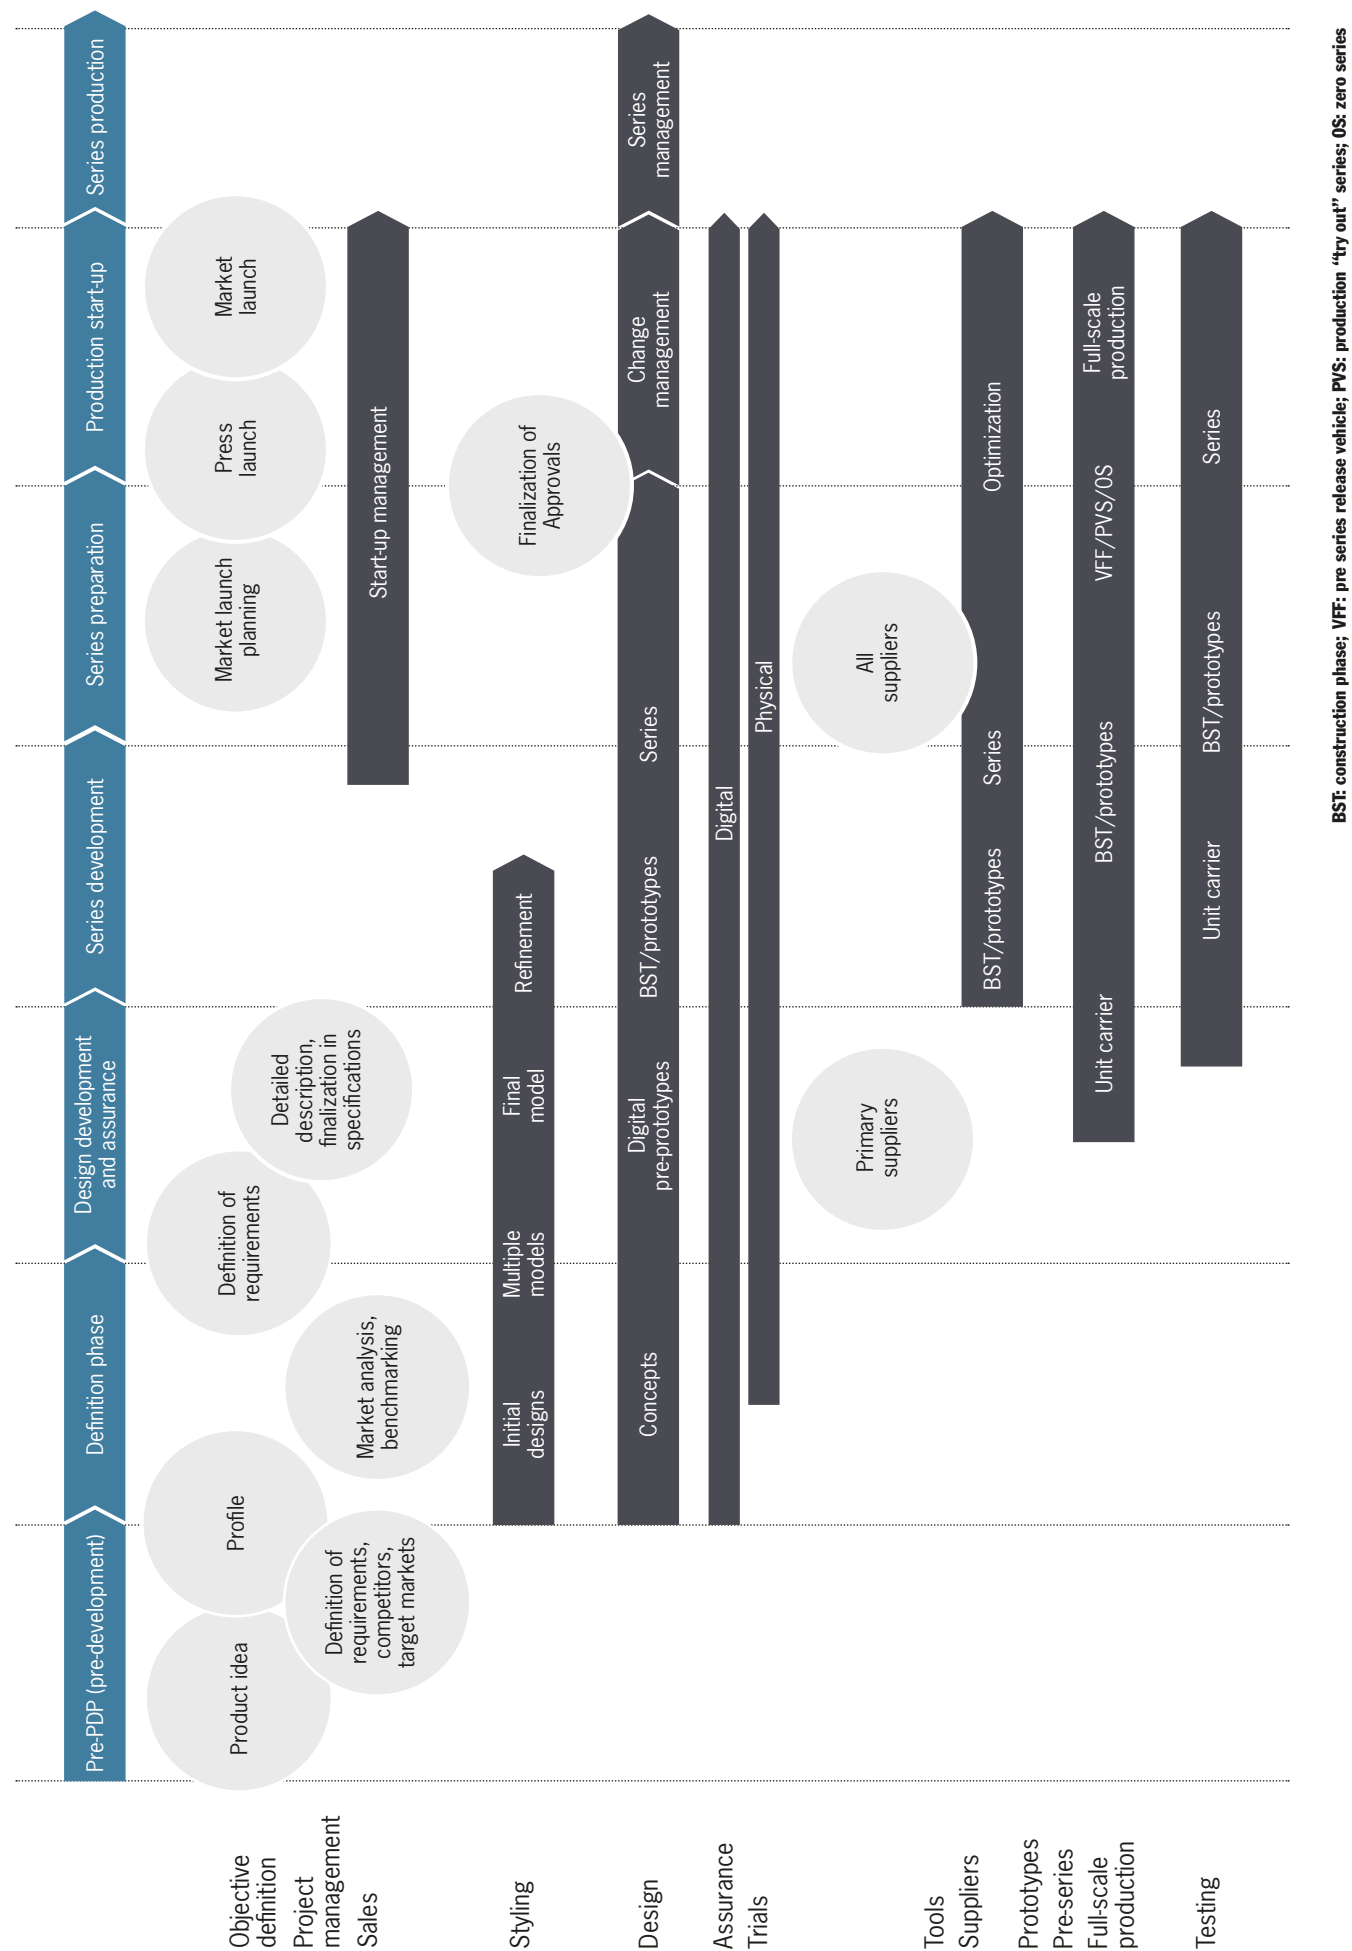 Pre-PDP (pre-development)
Definition phase
Design development
and assurance
Series development
Series preparation
Production start-up
Series production
Objective
definition
Project
management
Sales
Product idea
Profile
Definition of
requirements,
competitors,
target markets
Market analysis,
benchmarking
Definition of
requirements
Detailed
description,
finalization in
specifications
Market launch
planning
Press
launch
Market
launch
Start-up management
Styling
Initial
designs
Multiple
models
Final
model
Refinement
Finalization of
Approvals
Design
Concepts
Digital
pre-prototypes
BST/prototypes
Series
Change
management
Series
management
Assurance
Trials
Digital
Physical
Tools
Suppliers
Primary
suppliers
All
suppliers
BST/prototypes
Series
Optimization
Prototypes
Pre-series
Full-scale
production
Unit carrier
BST/prototypes
VFF/PVS/OS
Full-scale
production
Testing
Unit carrier
BST/prototypes
Series
BST: construction phase; VFF: pre series release vehicle; PVS: production “try out” series; OS: zero series